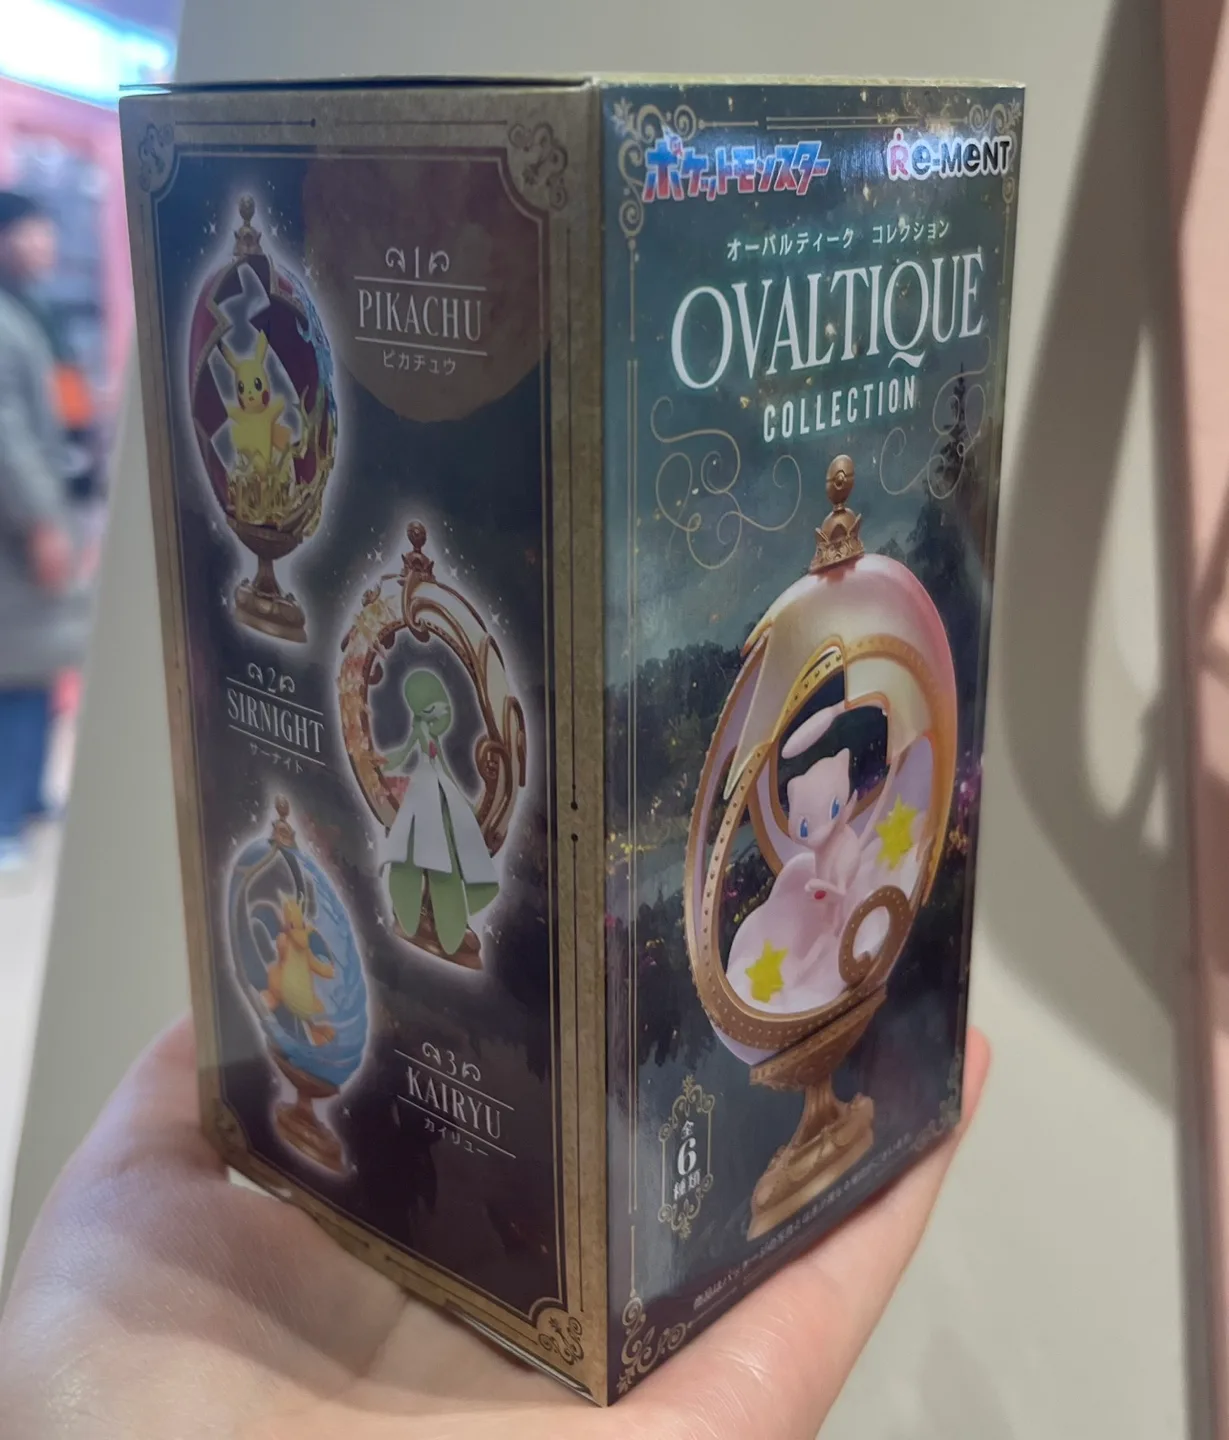 1
PIKACHU
ピカチュウ
2
SIRNIGHT
サーナイト
3
KAIRYU
カイリュー
ポケットモンスター
Re-MeNT
オーバルティーク コレクション
OVALTIQUE
COLLECTION
全
6
種類